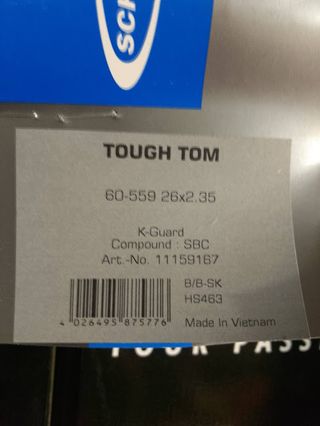 SCH
TOUGH TOM
60-559 26x2.35
K-Guard
Compound : SBC
Art.-No. 11159167
B/B-SK
HS463
4 026495 875776
Made In Vietnam
YOUR PASS